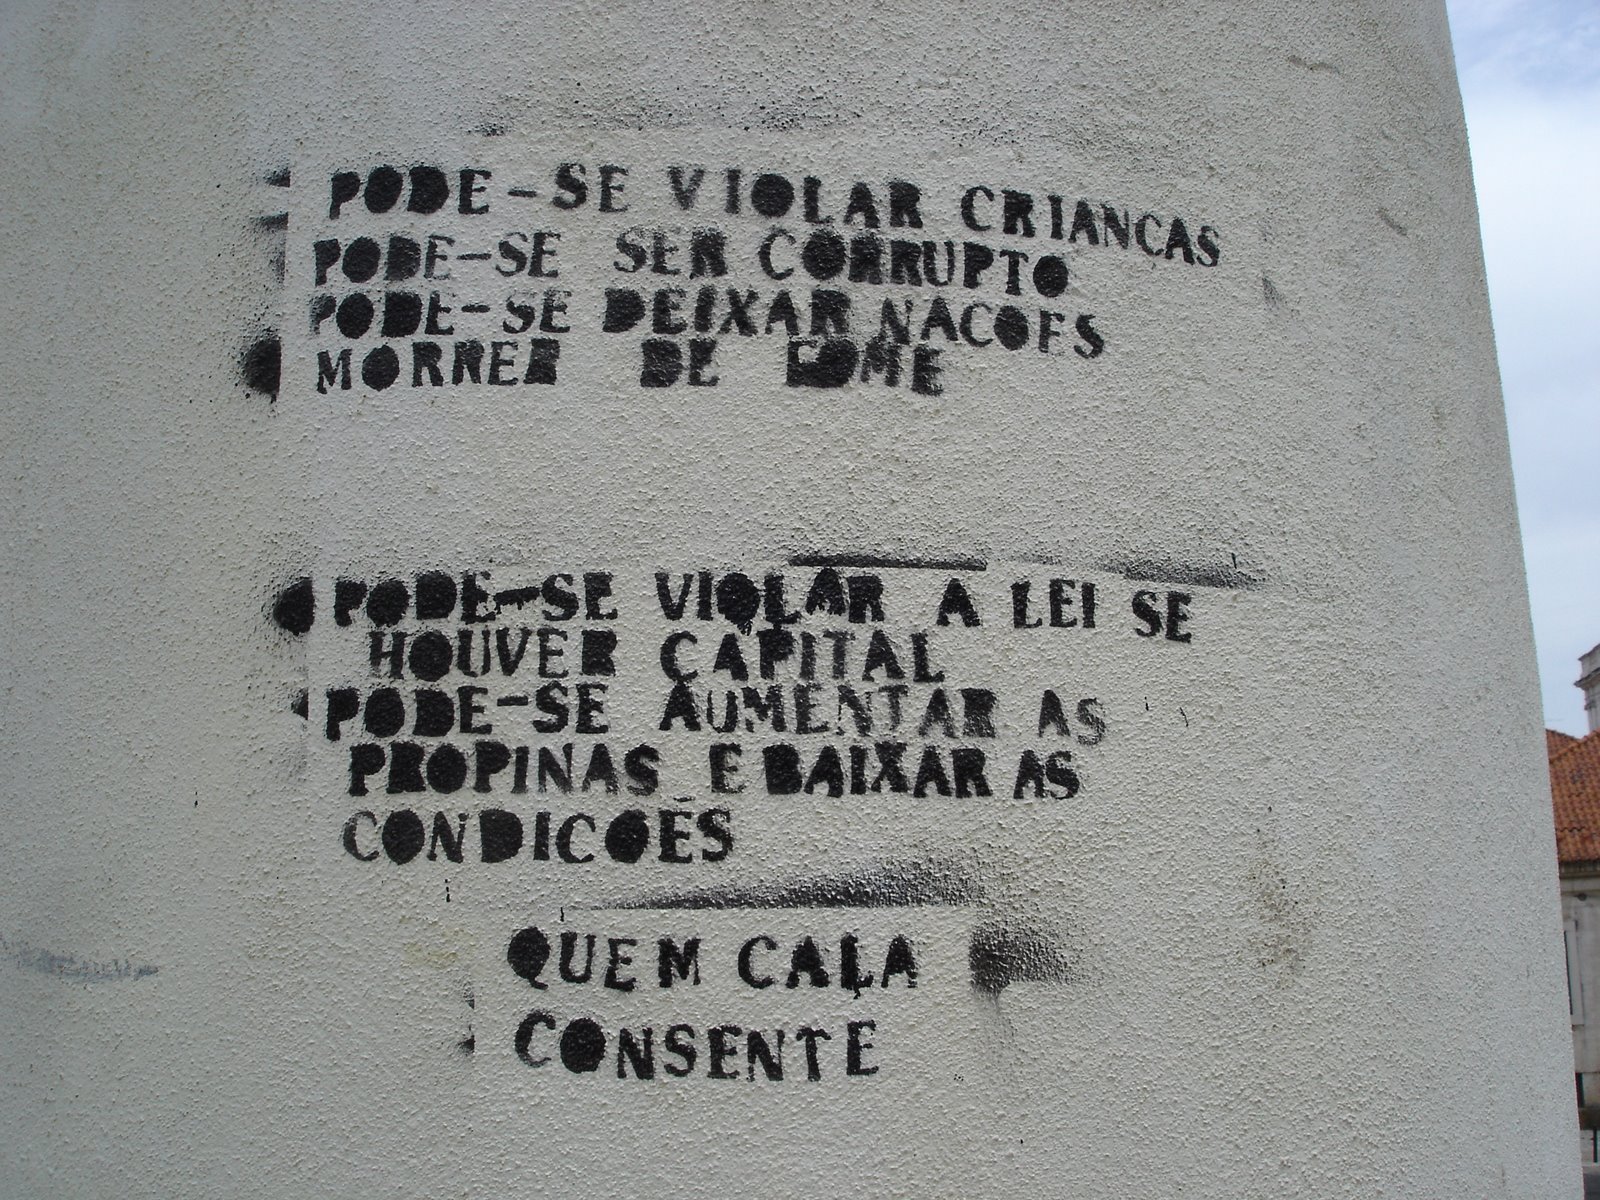 PODE-SE VIOLAR CRIANCAS
PODE-SE SER CORRUPTO
PODE-SE DEIXAR NACOES
MORRER DE FOME
PODE-SE VIOLAR A LEI SE
HOUVER CAPITAL
PODE-SE AUMENTAR AS
PROPINAS E BAIXAR AS
CONDICOES
QUEM CALA
CONSENTE